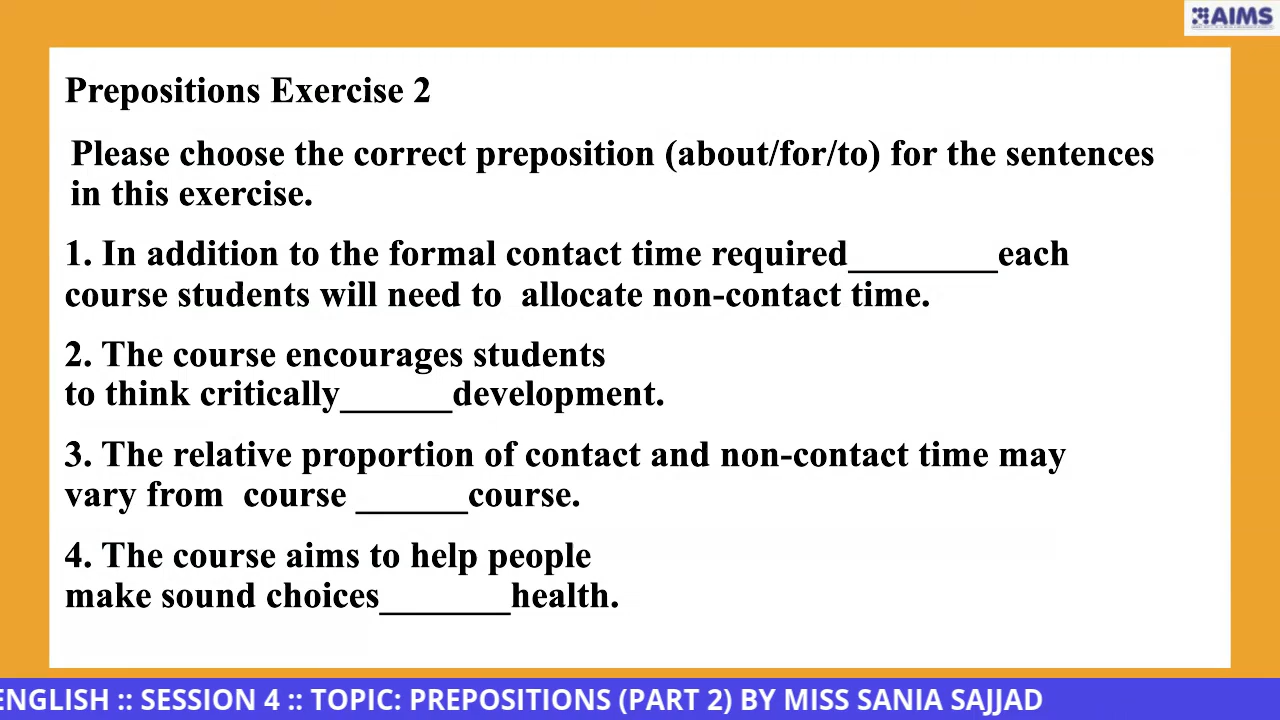 AIMS
Prepositions Exercise 2
Please choose the correct preposition (about/for/to) for the sentences
in this exercise.
1. In addition to the formal contact time required________each
course students will need to  allocate non-contact time.
2. The course encourages students
to think critically______development.
3. The relative proportion of contact and non-contact time may
vary from  course ______course.
4. The course aims to help people
make sound choices_______health.
ENGLISH :: SESSION 4 :: TOPIC: PREPOSITIONS (PART 2) BY MISS SANIA SAJJAD